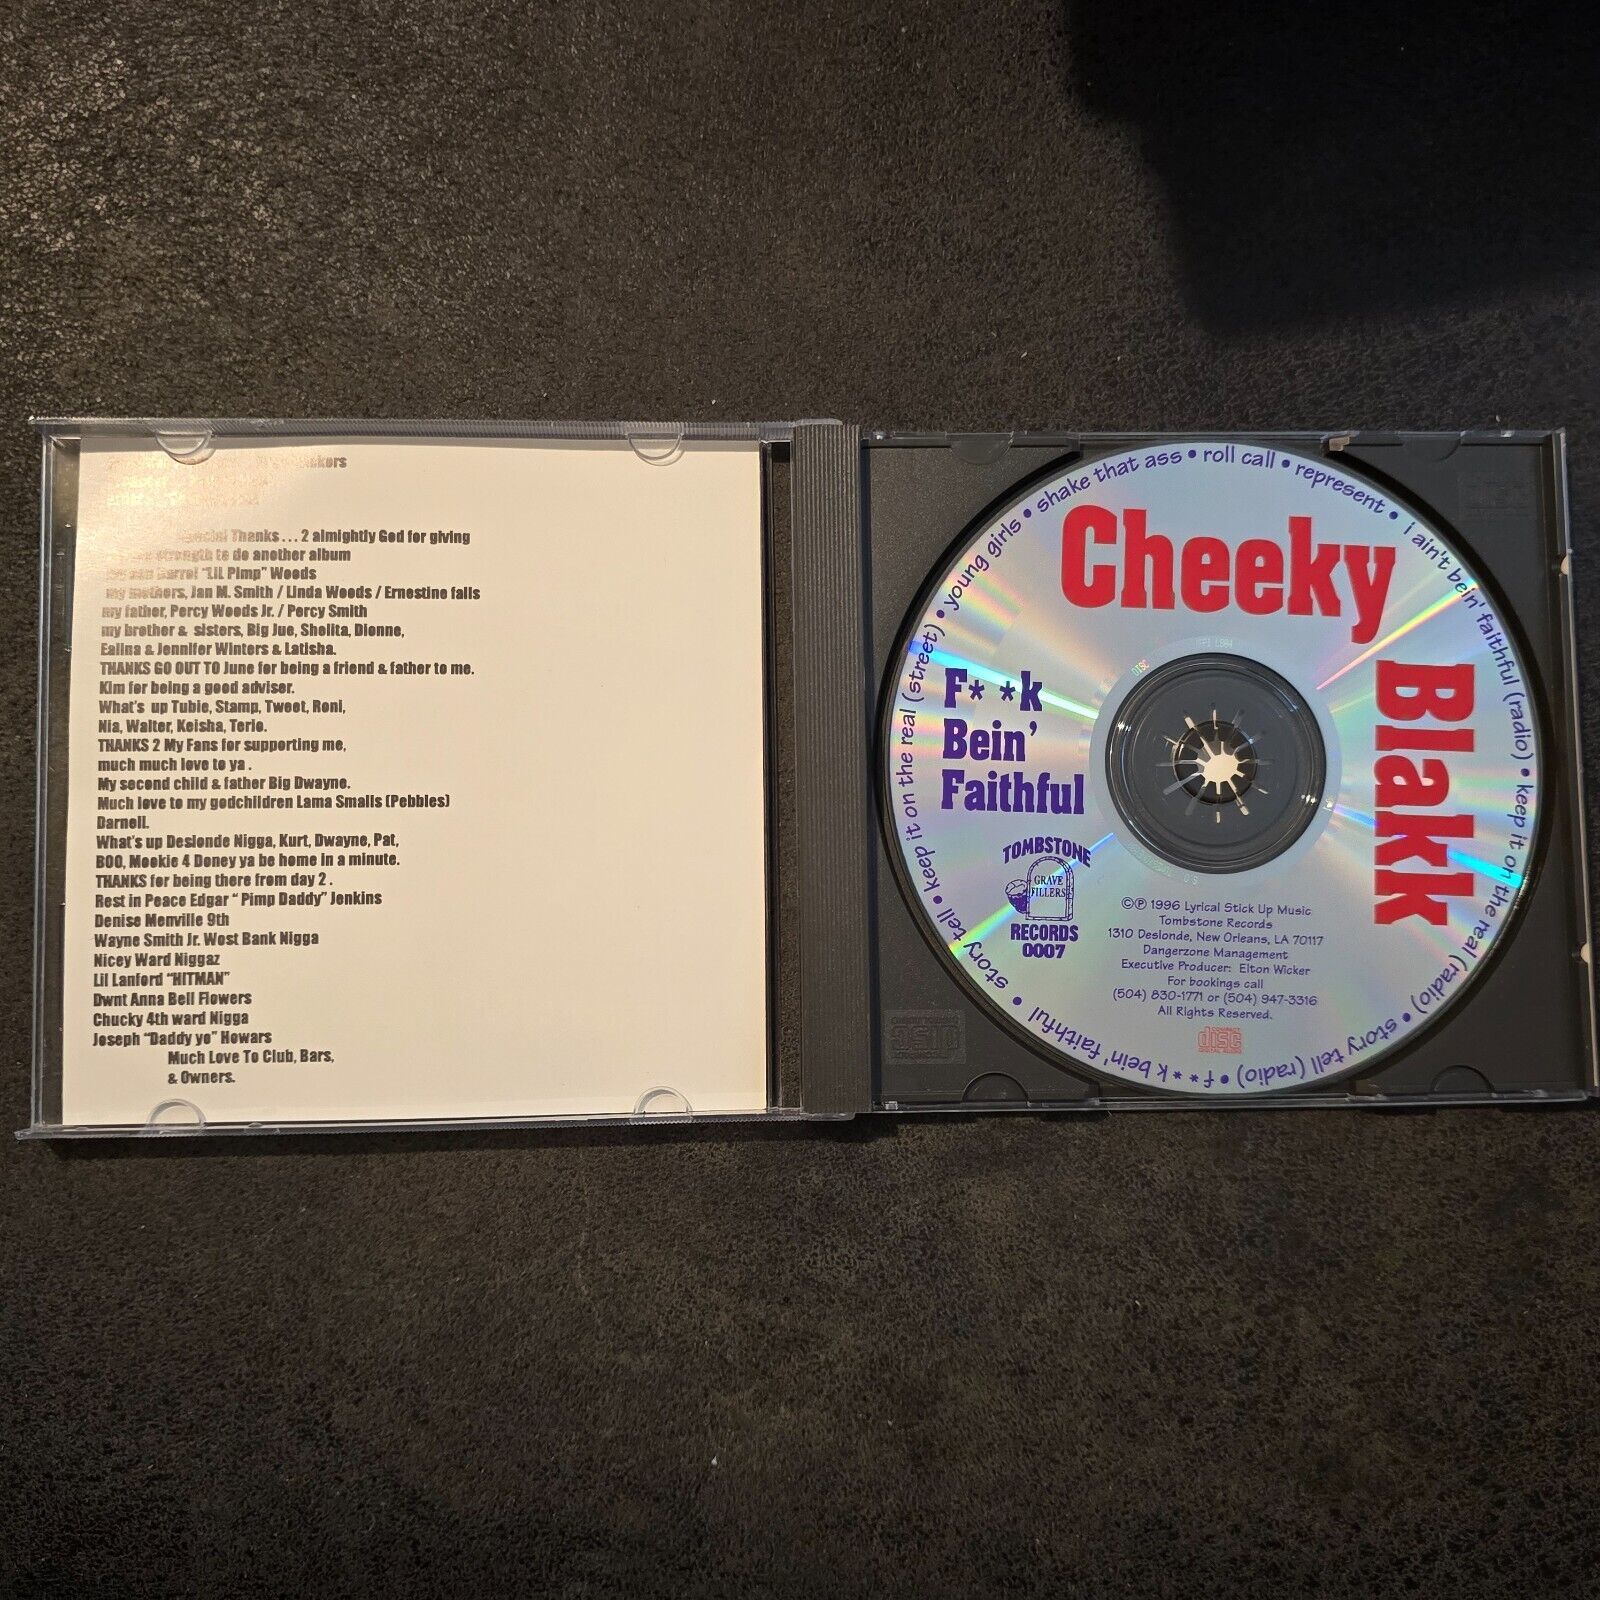 Special Thanks... 2 almightly God for giving
strength to do another album
Darrel "LiL Pimp" Woods
my mothers, Jan M. Smith / Linda Woods / Ernestine falls
my father, Percy Woods Jr. / Percy Smith
my brother & sisters, Big Jue, Shelita, Dionne,
Ealina & Jennifer Winters & Latisha.
THANKS GO OUT TO June for being a friend & father to me.
Kim for being a good adviser.
What's up Tubie, Stamp, Tweet, Roni,
Nia, Walter, Keisha, Terio.
THANKS 2 My Fans for supporting me,
much much love to ya .
My second child & father Big Dwayne.
Much love to my godchildren Lama Smalls (Pebbles)
Darnell.
What's up Deslonde Nigga, Kurt, Dwayne, Pat,
BOO, Mookie 4 Doney ya be home in a minute.
THANKS for being there from day 2 .
Rest in Peace Edgar " Pimp Daddy" Jenkins
Denise Menville 9th
Wayne Smith Jr. West Bank Nigga
Nicey Ward Niggaz
Lil Lanford "HITMAN"
Dwnt Anna Bell Flowers
Chucky 4th ward Nigga
Joseph "Daddy yo" Howars
Much Love To Club, Bars,
& Owners.
Cheeky
Blakk
F**k
Bein'
Faithful
TOMBSTONE
GRAVE
FILLERS
RECORDS
0007
©℗ 1996 Lyrical Stick Up Music
Tombstone Records
1310 Deslonde, New Orleans, LA 70117
Dangerzone Management
Executive Producer: Elton Wicker
For bookings call
(504) 830-1771 or (504) 947-3316
All Rights Reserved.
COMPACT
disc
DIGITAL AUDIO
f**k bein' faithful • story tell • keep it on the real (street) • young girls • shake that ass • roll call • represent • i ain't bein' faithful (radio) • keep it on the real (radio) • story tell (radio) •